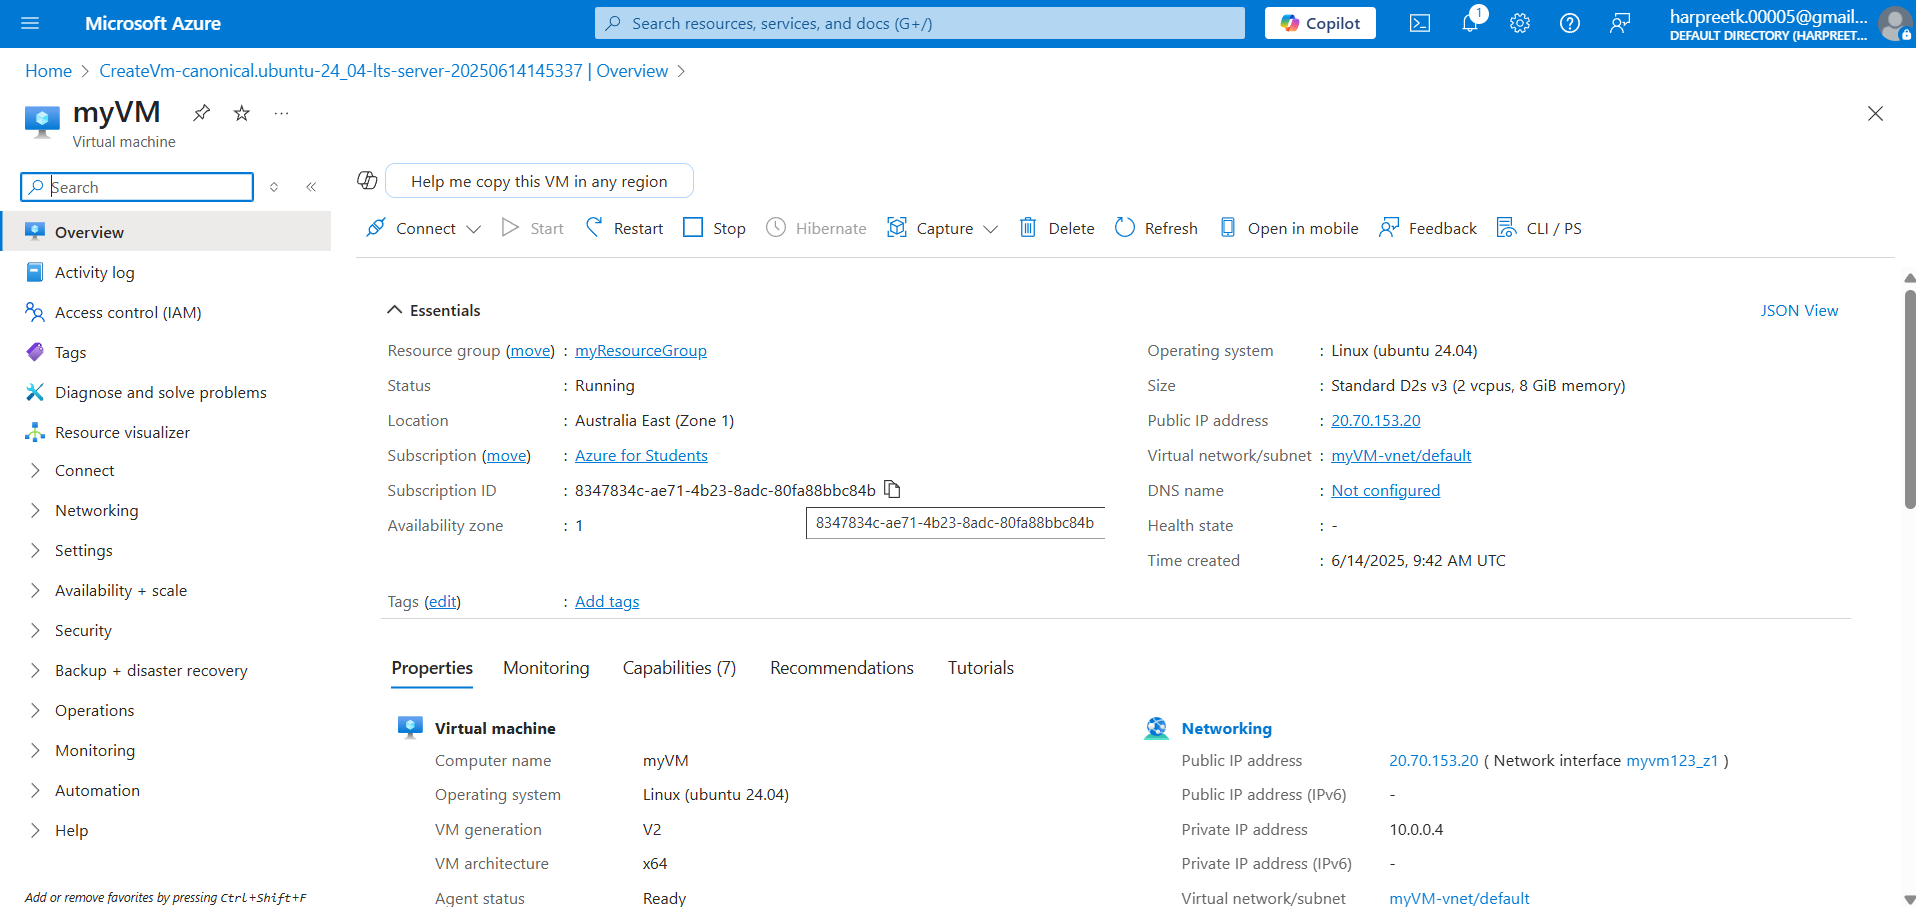 Microsoft Azure
Search resources, services, and docs (G+/)
Copilot
1
harpreetk.00005@gmail...
DEFAULT DIRECTORY (HARPREET...
Home > CreateVm-canonical.ubuntu-24_04-lts-server-20250614145337 | Overview >
myVM
...
Virtual machine
Search
Help me copy this VM in any region
Connect Start Restart Stop Hibernate Capture Delete Refresh Open in mobile Feedback CLI / PS
Overview
Activity log
Access control (IAM)
Tags
Diagnose and solve problems
Resource visualizer
Connect
Networking
Settings
Availability + scale
Security
Backup + disaster recovery
Operations
Monitoring
Automation
Help
Add or remove favorites by pressing Ctrl+Shift+F
Essentials
JSON View
Resource group (move) : myResourceGroup
Status : Running
Location : Australia East (Zone 1)
Subscription (move) : Azure for Students
Subscription ID : 8347834c-ae71-4b23-8adc-80fa88bbc84b
Availability zone : 1
8347834c-ae71-4b23-8adc-80fa88bbc84b
Operating system : Linux (ubuntu 24.04)
Size : Standard D2s v3 (2 vcpus, 8 GiB memory)
Public IP address : 20.70.153.20
Virtual network/subnet : myVM-vnet/default
DNS name : Not configured
Health state : -
Time created : 6/14/2025, 9:42 AM UTC
Tags (edit) : Add tags
Properties Monitoring Capabilities (7) Recommendations Tutorials
Virtual machine
Computer name myVM
Operating system Linux (ubuntu 24.04)
VM generation V2
VM architecture x64
Agent status Ready
Networking
Public IP address 20.70.153.20 ( Network interface myvm123_z1 )
Public IP address (IPv6) -
Private IP address 10.0.0.4
Private IP address (IPv6) -
Virtual network/subnet myVM-vnet/default